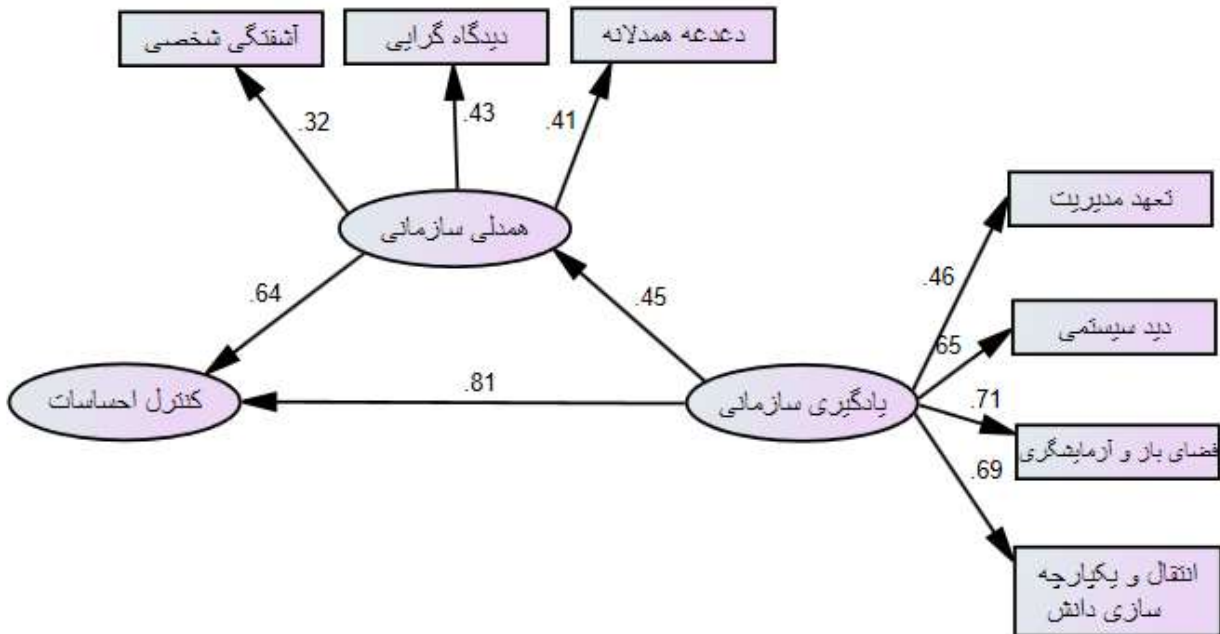 آشفتگی شخصی
دیدگاه گرایی
دغدغه همدلانه
.32
.43
.41
همدلی سازمانی
تعهد مدیریت
.46
.64
.45
دید سیستمی
65
.81
کنترل احساسات
یادگیری سازمانی
.71
فضای باز و آزمایشگری
.69
انتقال و یکپارچه
سازی دانش